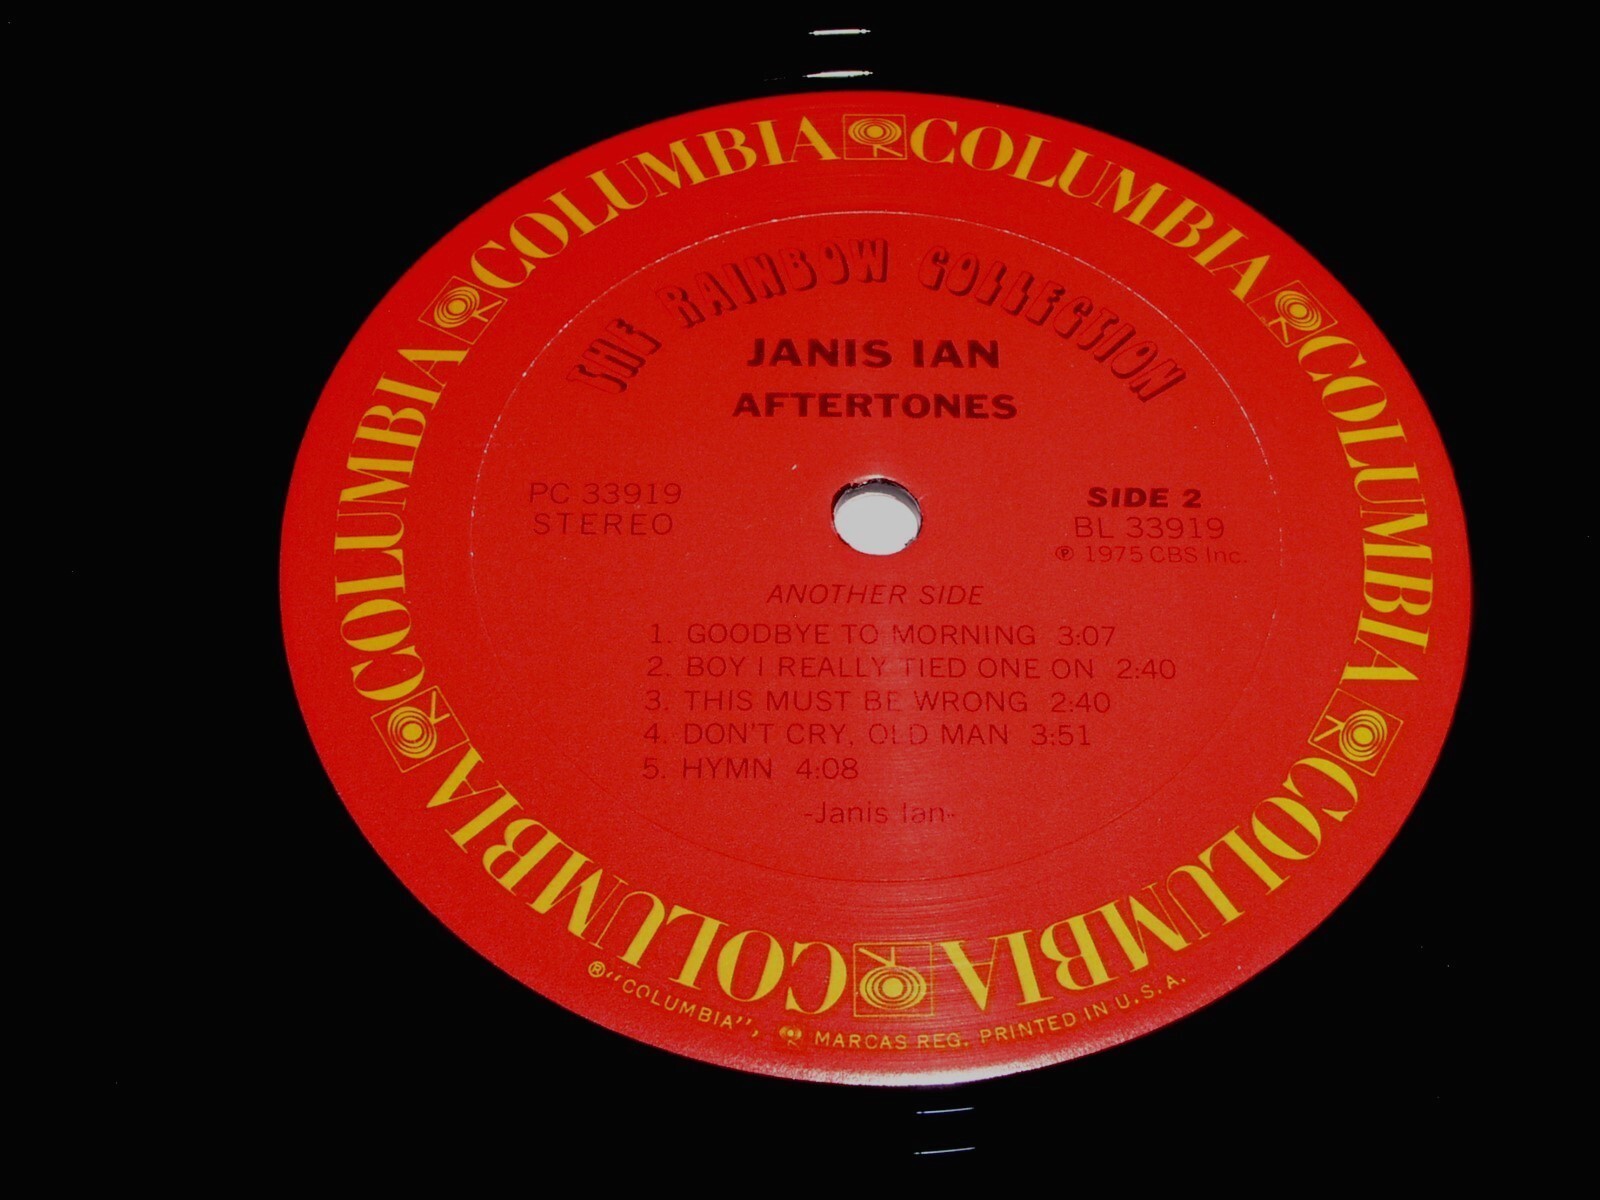 COLUMBIA COLUMBIA COLUMBIA COLUMBIA COLUMBIA COLUMBIA
THE RAINBOW COLLECTION
JANIS IAN
AFTERTONES
PC 33919
STEREO
SIDE 2
BL 33919
℗ 1975 CBS Inc.
ANOTHER SIDE
1. GOODBYE TO MORNING 3:07
2. BOY I REALLY TIED ONE ON 2:40
3. THIS MUST BE WRONG 2:40
4. DON'T CRY, OLD MAN 3:51
5. HYMN 4:08
-Janis Ian-
®"COLUMBIA", MARCAS REG. PRINTED IN U.S.A.